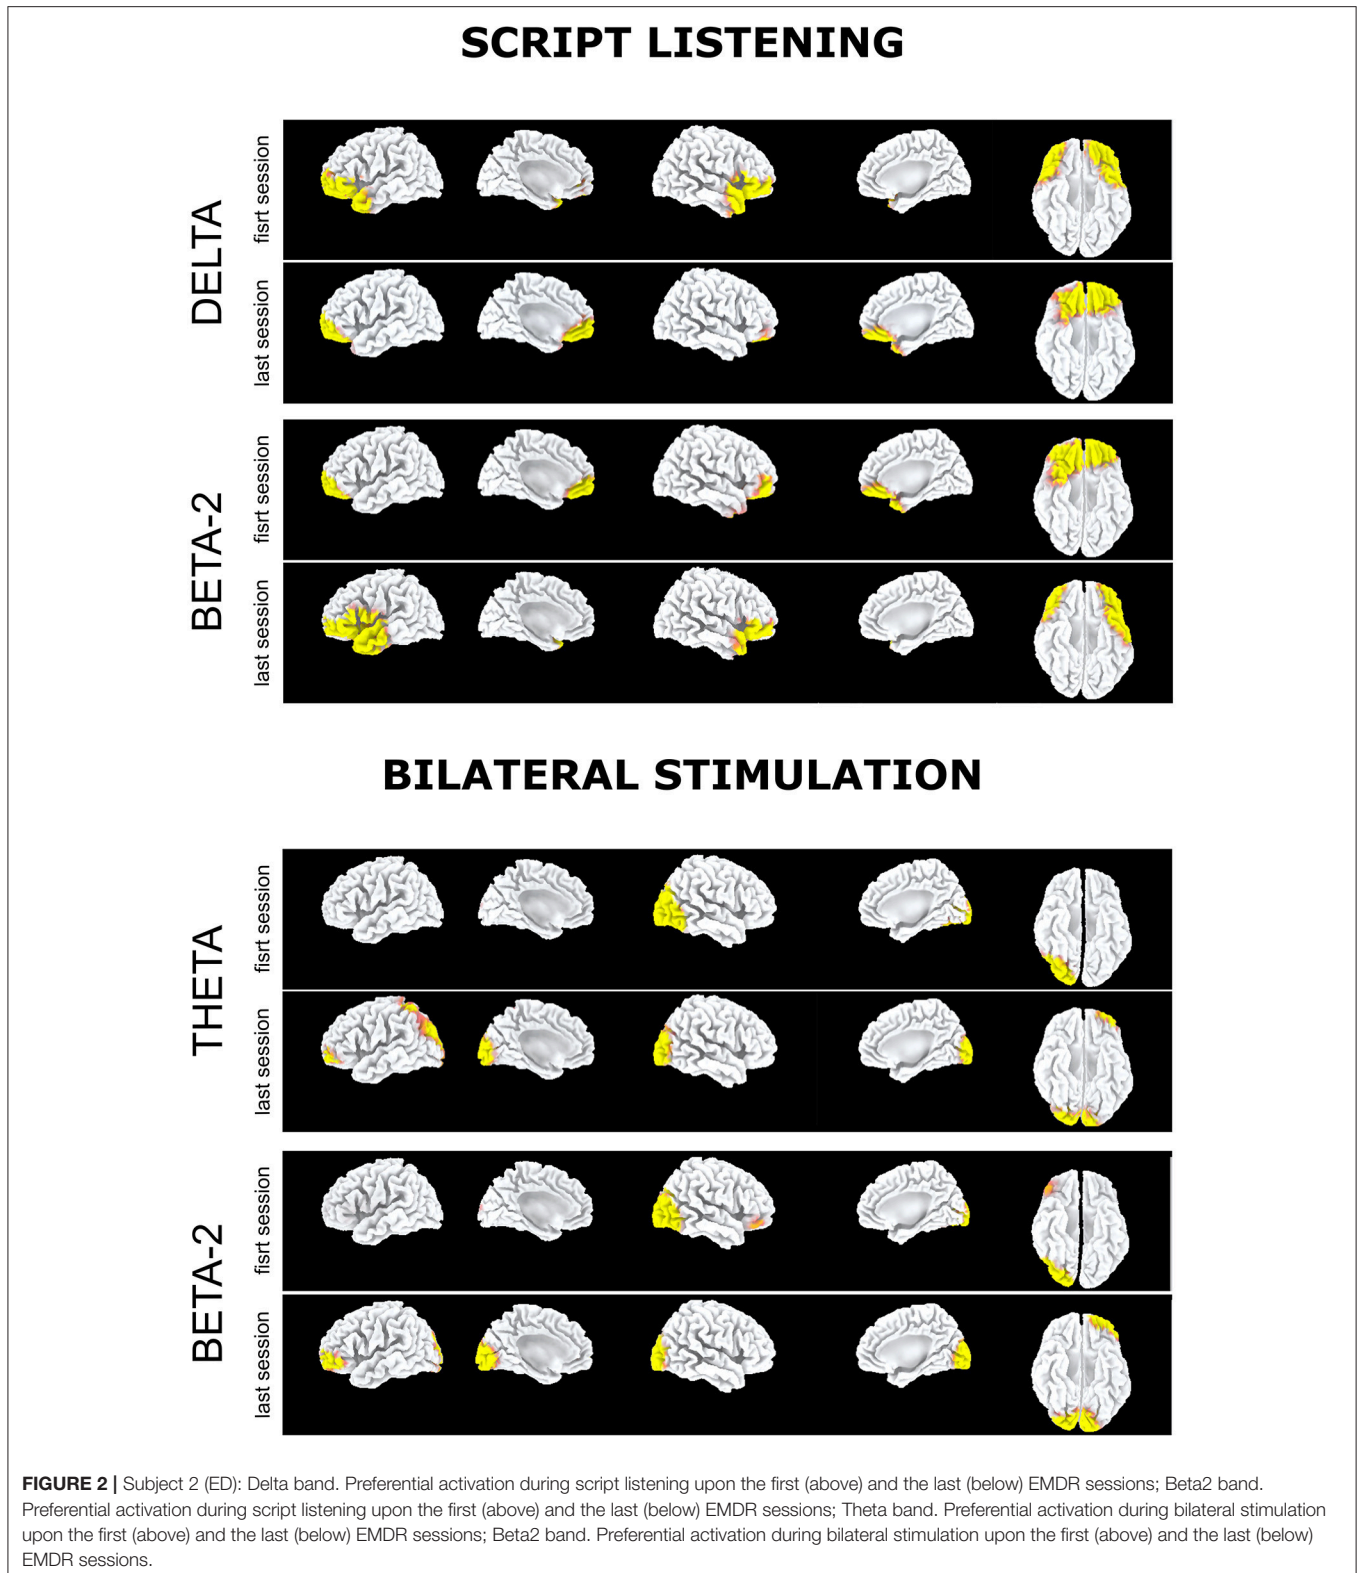 SCRIPT LISTENING
DELTA
fisrt session
last session
BETA-2
fisrt session
last session
BILATERAL STIMULATION
THETA
fisrt session
last session
BETA-2
fisrt session
last session
FIGURE 2 | Subject 2 (ED): Delta band. Preferential activation during script listening upon the first (above) and the last (below) EMDR sessions; Beta2 band.
Preferential activation during script listening upon the first (above) and the last (below) EMDR sessions; Theta band. Preferential activation during bilateral stimulation
upon the first (above) and the last (below) EMDR sessions; Beta2 band. Preferential activation during bilateral stimulation upon the first (above) and the last (below)
EMDR sessions.